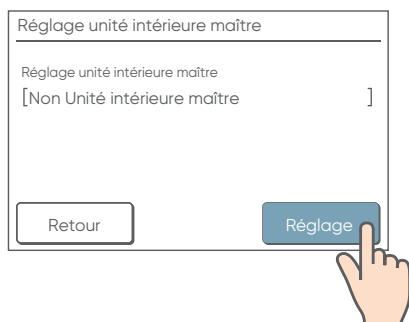 Réglage unité intérieure maître
Réglage unité intérieure maître
[Non Unité intérieure maître ]
Retour
Réglage